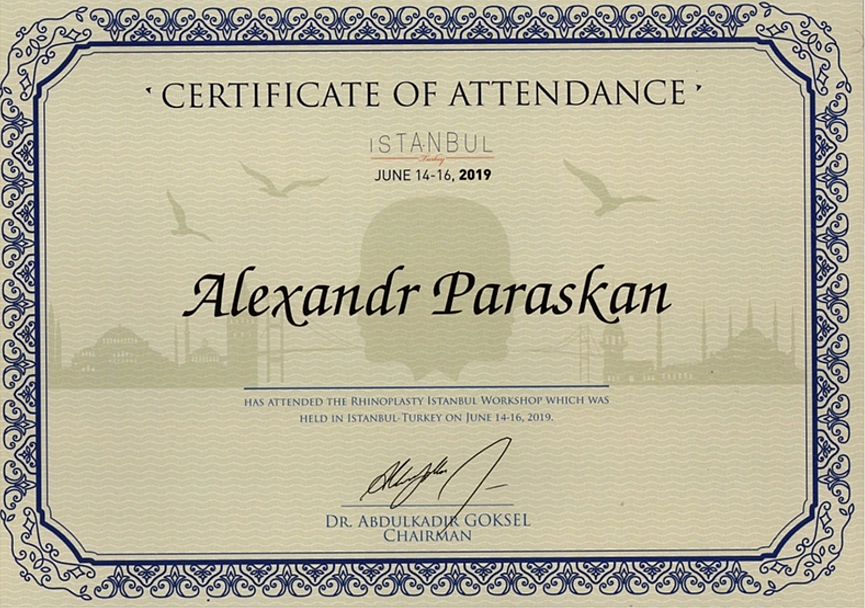 CERTIFICATE OF ATTENDANCE
ISTANBUL
Turkey
JUNE 14-16, 2019
Alexandr Paraskan
HAS ATTENDED THE RHINOPLASTY ISTANBUL WORKSHOP WHICH WAS
HELD IN ISTANBUL-TURKEY ON JUNE 14-16, 2019.
DR. ABDULKADIR GOKSEL
CHAIRMAN